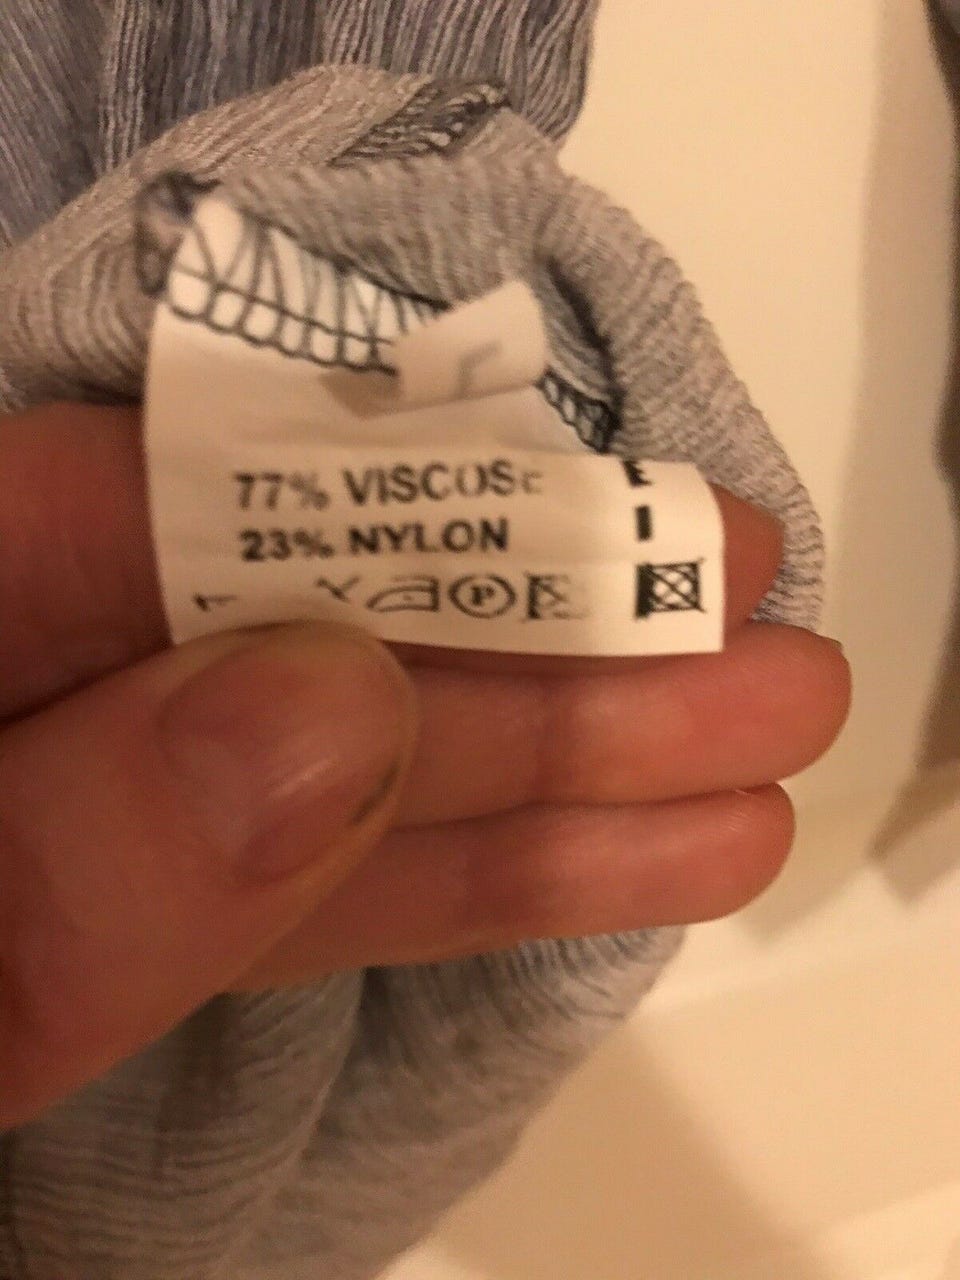 77% VISCOSE
23% NYLON
P